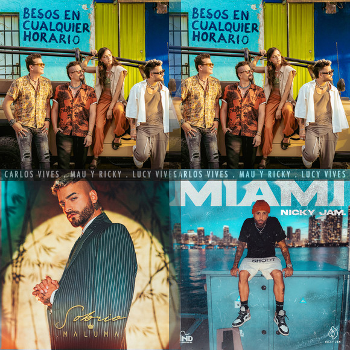 BESOS EN
CUALQUIER
HORARIO
BESOS EN
CUALQUIER
HORARIO
CARLOS VIVES . MAU Y RICKY . LUCY VIVES
CARLOS VIVES . MAU Y RICKY . LUCY VIVES
Sobrio
MALUMA
MIAMI
NICKY JAM